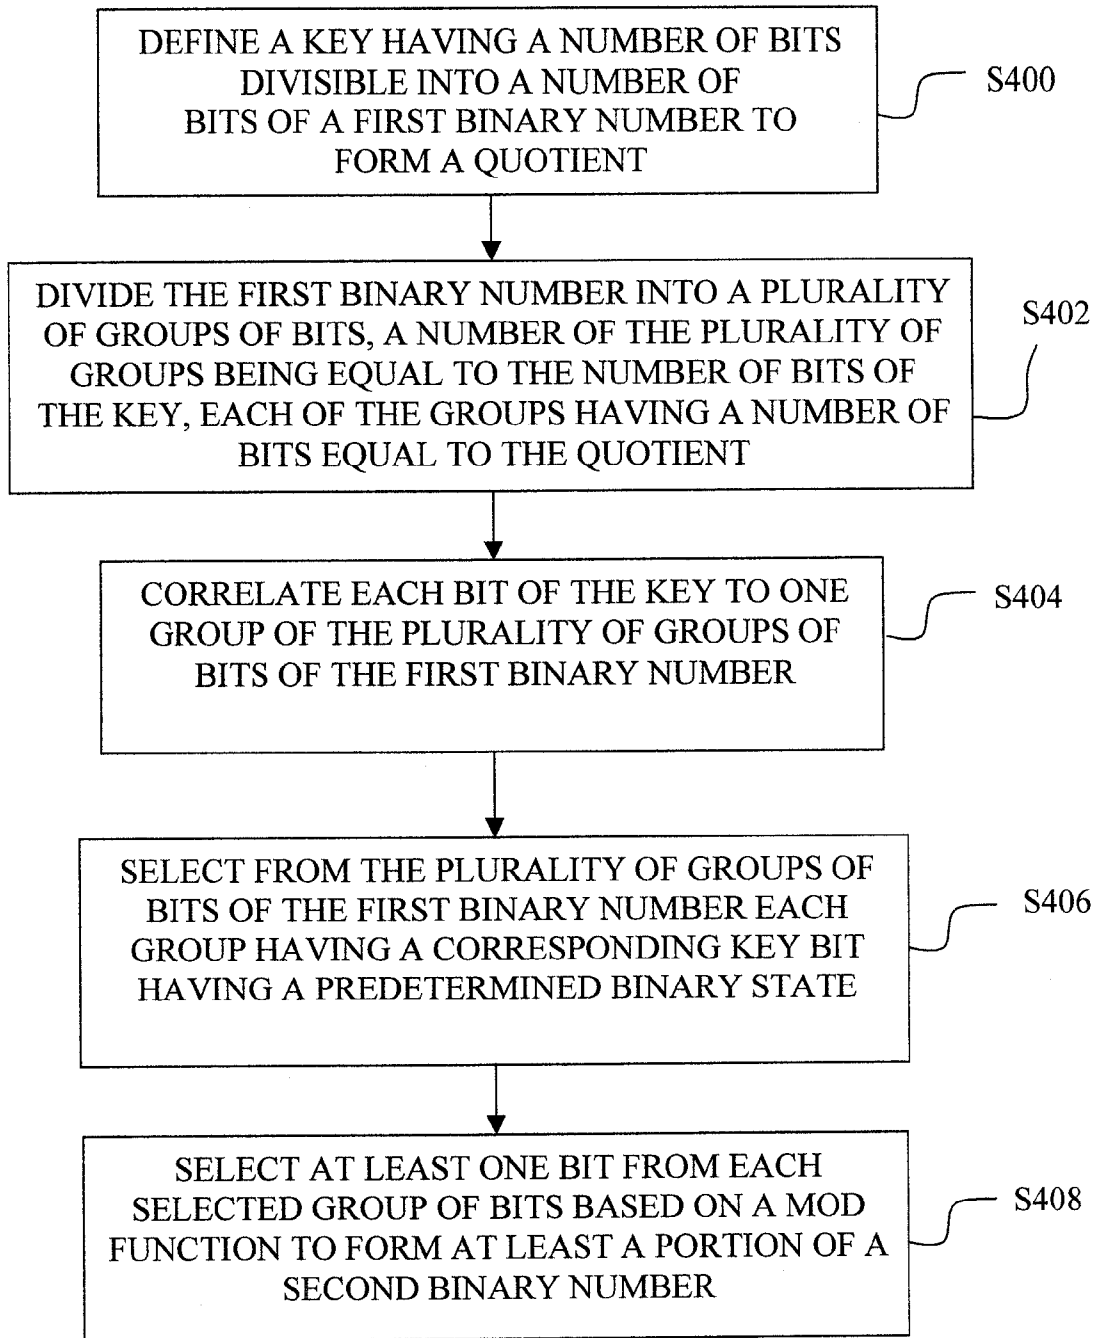 DEFINE A KEY HAVING A NUMBER OF BITS
DIVISIBLE INTO A NUMBER OF
BITS OF A FIRST BINARY NUMBER TO
FORM A QUOTIENT
S400
DIVIDE THE FIRST BINARY NUMBER INTO A PLURALITY
OF GROUPS OF BITS, A NUMBER OF THE PLURALITY OF
GROUPS BEING EQUAL TO THE NUMBER OF BITS OF
THE KEY, EACH OF THE GROUPS HAVING A NUMBER OF
BITS EQUAL TO THE QUOTIENT
S402
CORRELATE EACH BIT OF THE KEY TO ONE
GROUP OF THE PLURALITY OF GROUPS OF
BITS OF THE FIRST BINARY NUMBER
S404
SELECT FROM THE PLURALITY OF GROUPS OF
BITS OF THE FIRST BINARY NUMBER EACH
GROUP HAVING A CORRESPONDING KEY BIT
HAVING A PREDETERMINED BINARY STATE
S406
SELECT AT LEAST ONE BIT FROM EACH
SELECTED GROUP OF BITS BASED ON A MOD
FUNCTION TO FORM AT LEAST A PORTION OF A
SECOND BINARY NUMBER
S408